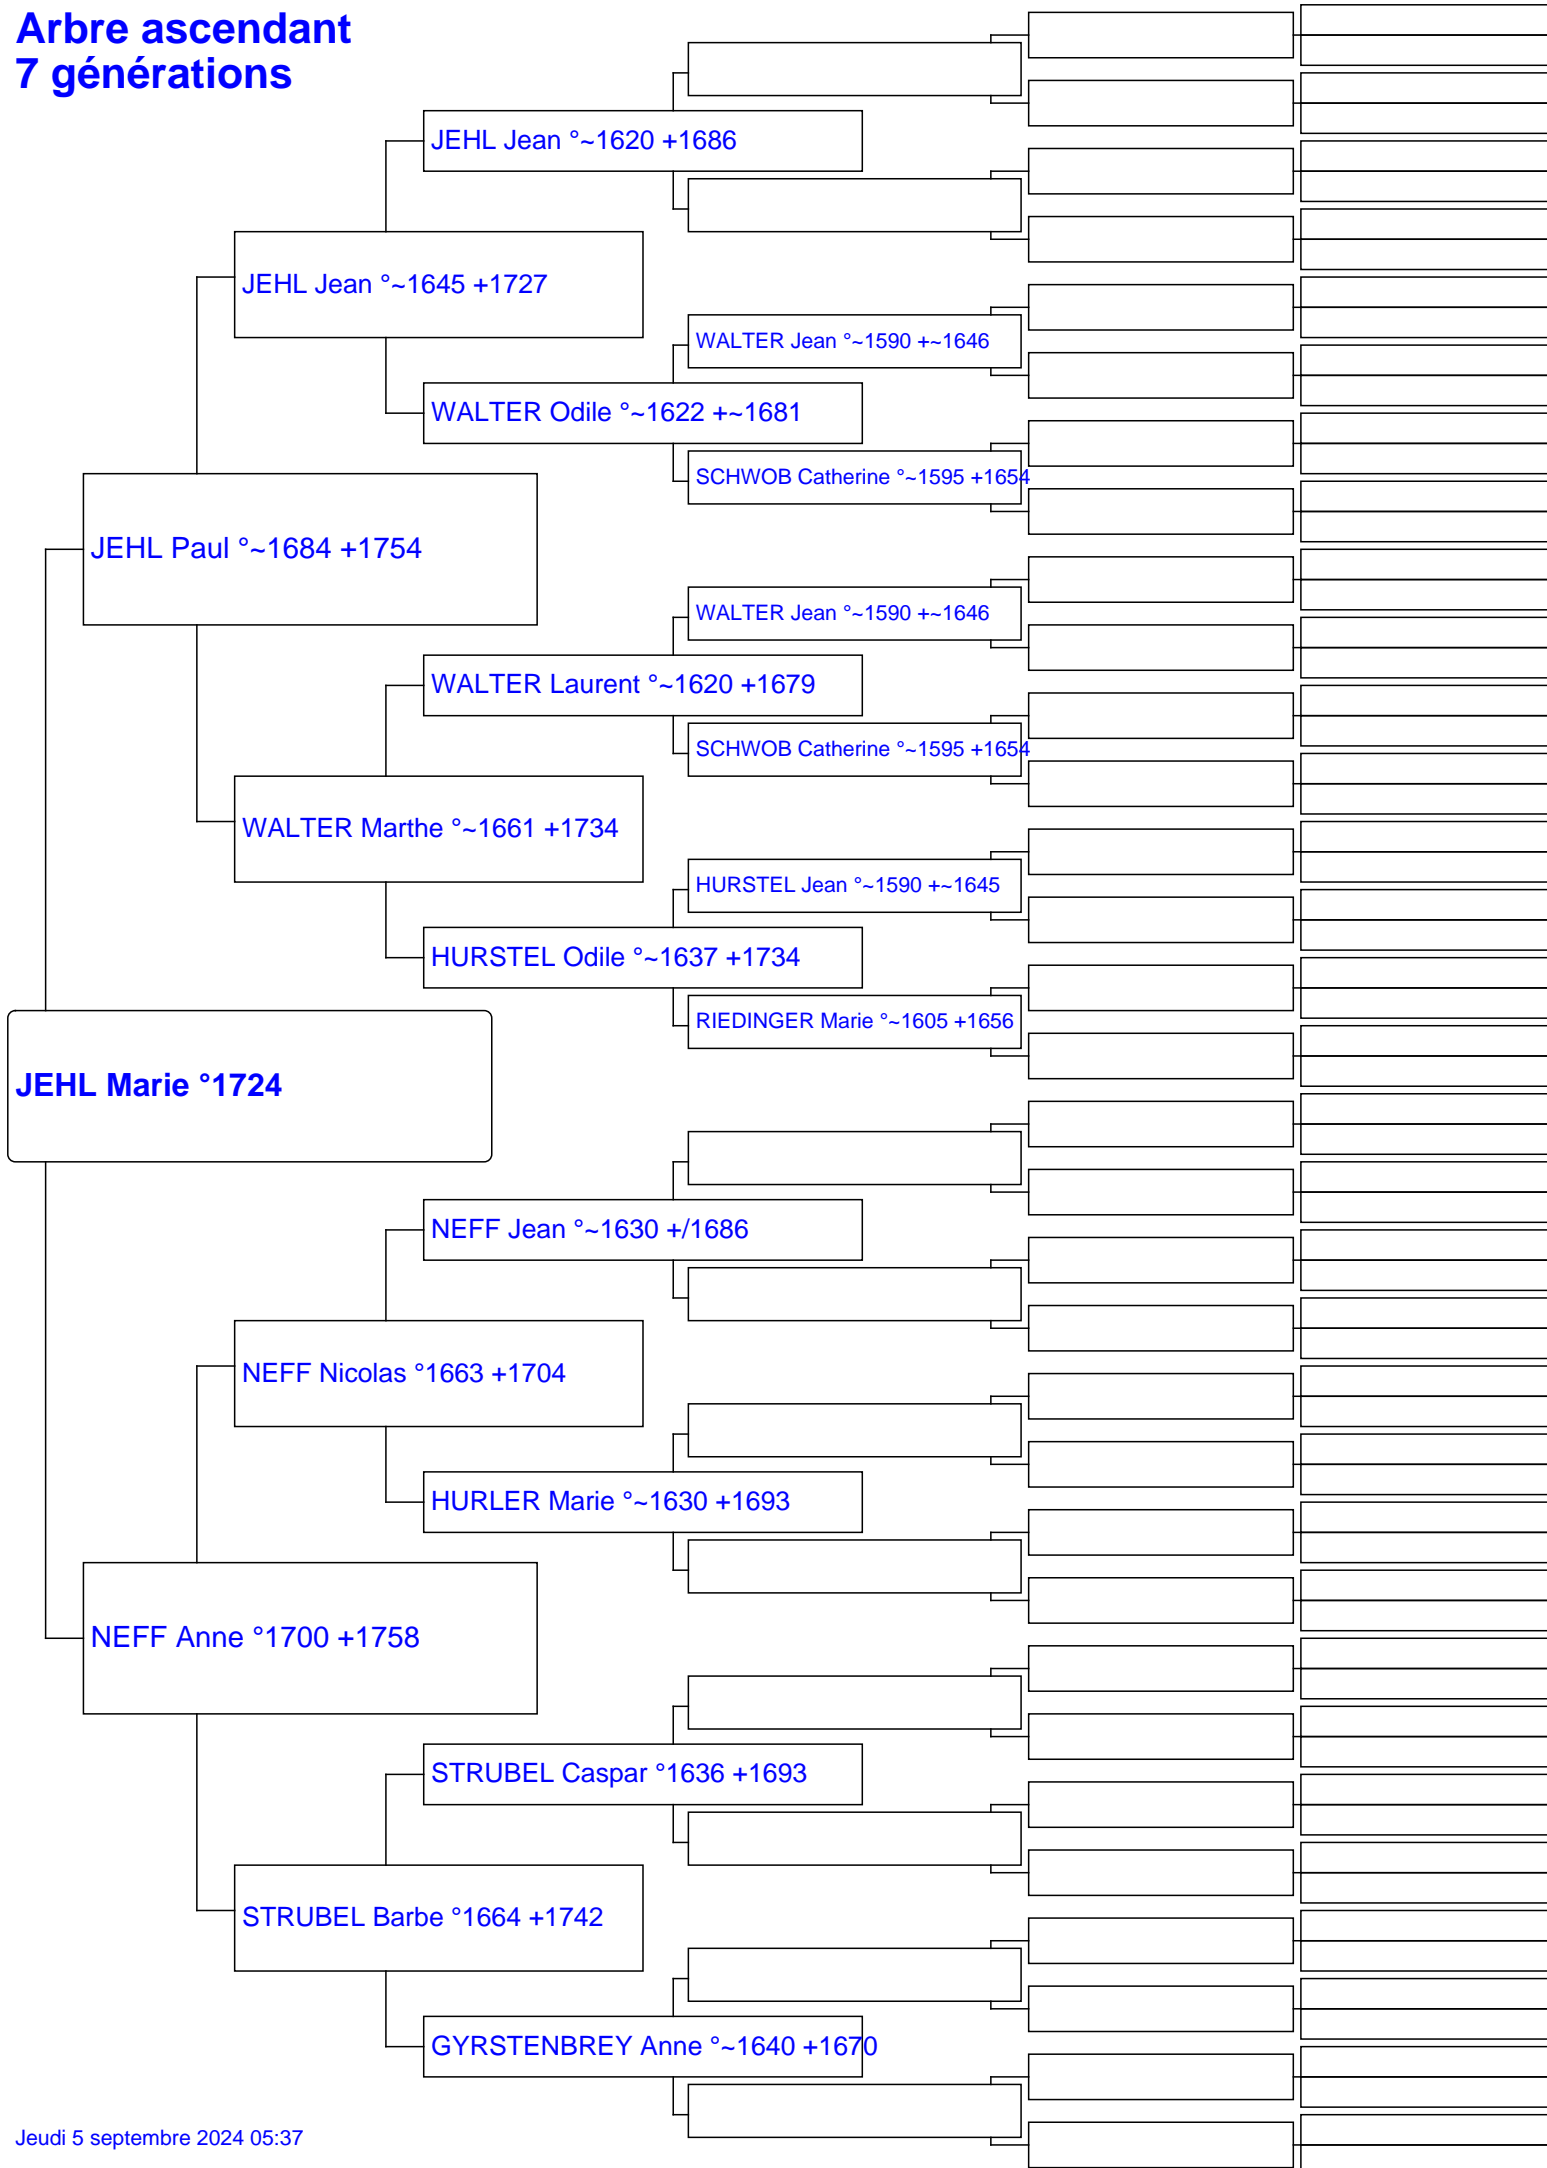 Arbre ascendant
7 générations
JEHL Jean °~1620 +1686
JEHL Jean °~1645 +1727
WALTER Jean °~1590 +~1646
WALTER Odile °~1622 +~1681
SCHWOB Catherine °~1595 +1654
JEHL Paul °~1684 +1754
WALTER Jean °~1590 +~1646
WALTER Laurent °~1620 +1679
SCHWOB Catherine °~1595 +1654
WALTER Marthe °~1661 +1734
HURSTEL Jean °~1590 +~1645
HURSTEL Odile °~1637 +1734
RIEDINGER Marie °~1605 +1656
JEHL Marie °1724
NEFF Jean °~1630 +/1686
NEFF Nicolas °1663 +1704
HURLER Marie °~1630 +1693
NEFF Anne °1700 +1758
STRUBEL Caspar °1636 +1693
STRUBEL Barbe °1664 +1742
GYRSTENBREY Anne °~1640 +1670
Jeudi 5 septembre 2024 05:37